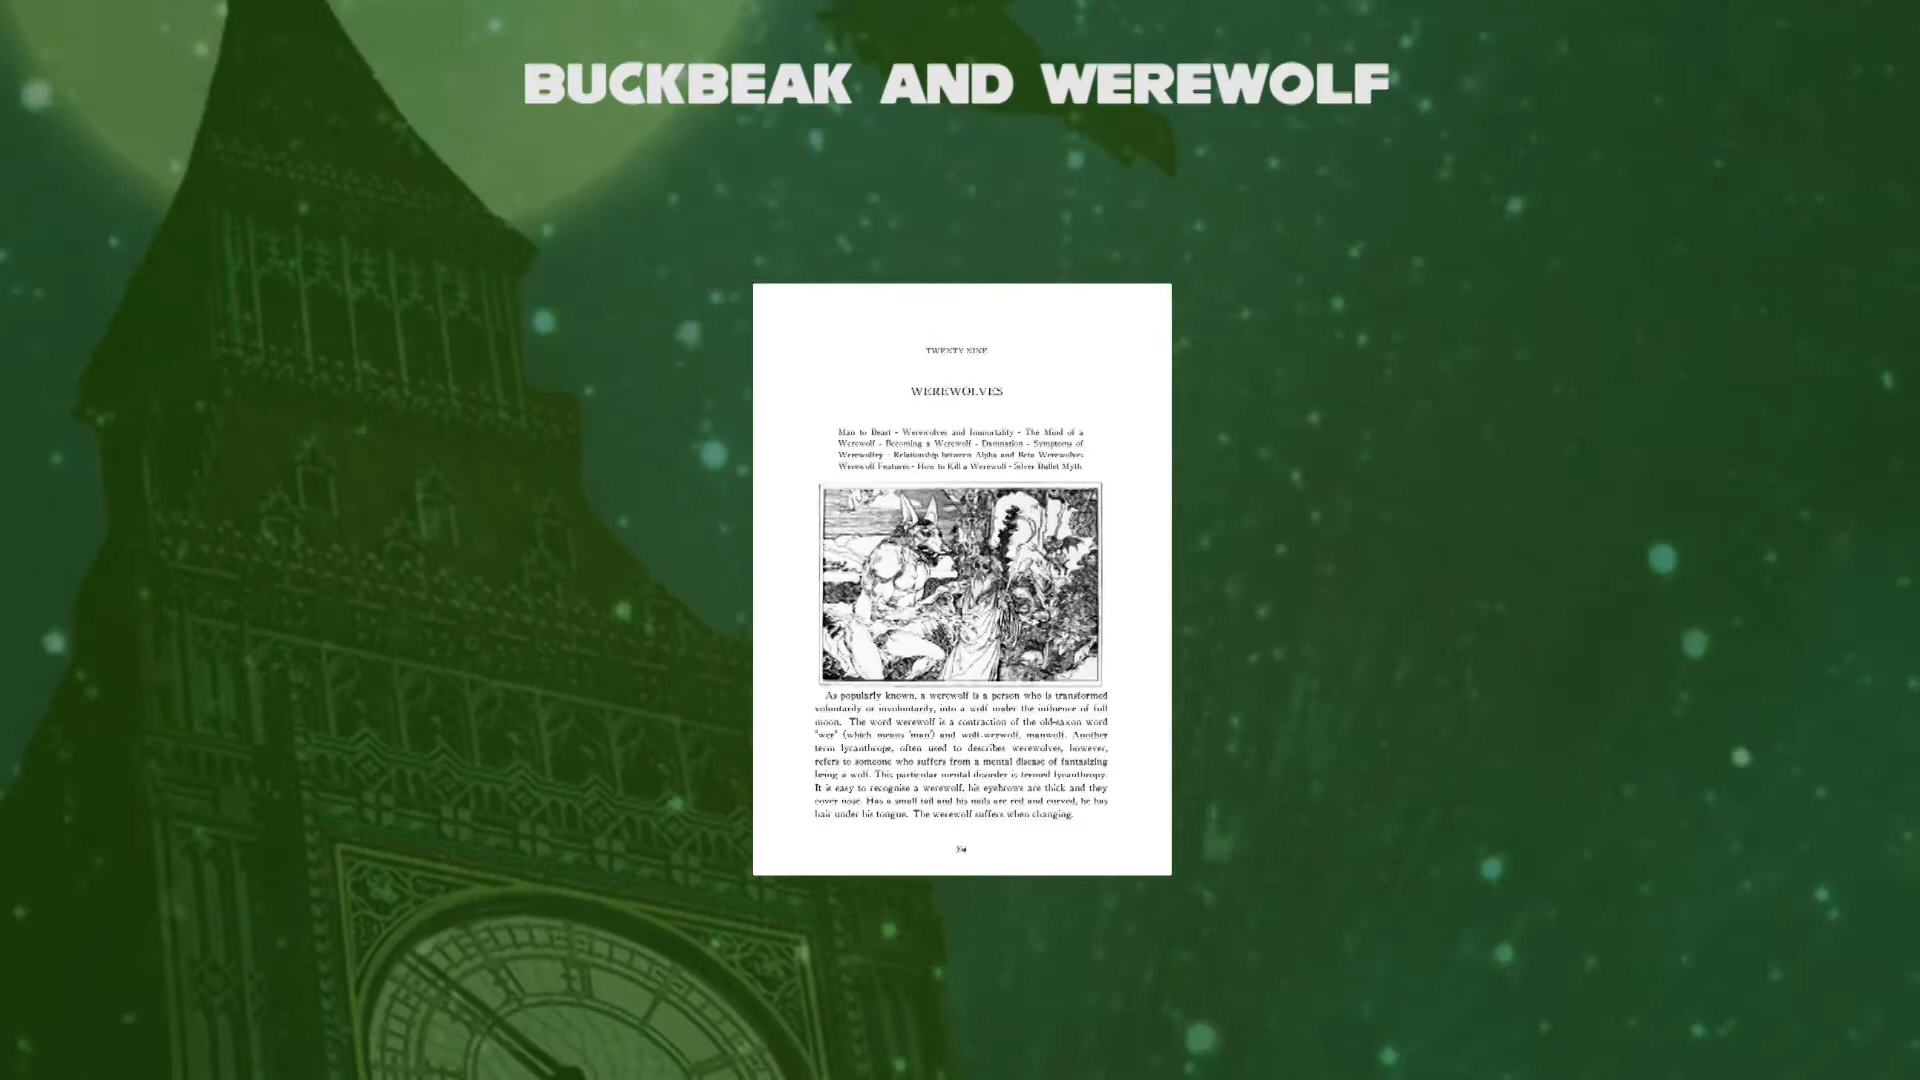 BUCKBEAK AND WEREWOLF
TWENTY NINE
WEREWOLVES
Man to Beast - Werewolves and Immortality - The Mind of a
Werewolf - Becoming a Werewolf - Damnation - Symptoms of
Werewolfry - Relationship between Alpha and Beta Werewolves
Werewolf Features - How to Kill a Werewolf - Silver Bullet Myth
As popularly known, a werewolf is a person who is transformed
voluntarily or involuntarily, into a wolf under the influence of full
moon. The word werewolf is a contraction of the old-saxon word
"wer" (which means 'man') and wolf-werwolf, manwolf. Another
term lycanthrope, often used to describes werewolves, however,
refers to someone who suffers from a mental disease of fantasizing
being a wolf. This particular mental disorder is termed lycanthropy.
It is easy to recognise a werewolf, his eyebrows are thick and they
cover nose. Has a small tail and his nails are red and curved, he has
hair under his tongue. The werewolf suffers when changing.